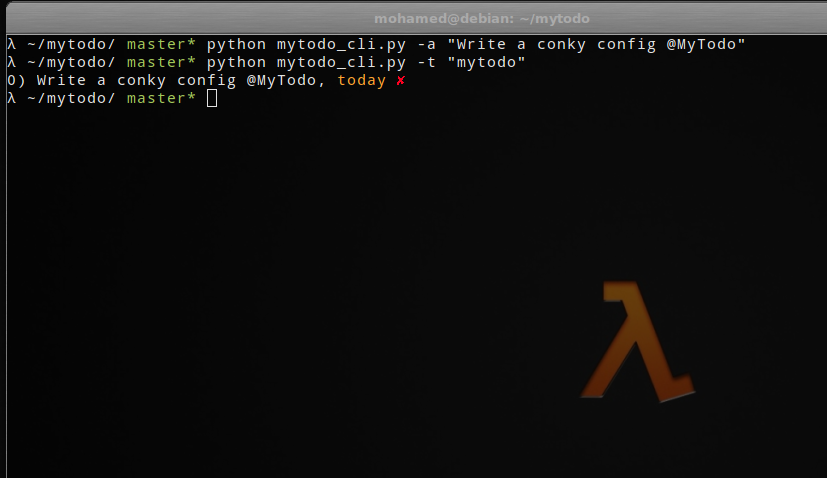 mohamed@debian: ~/mytodo
λ ~/mytodo/ master* python mytodo_cli.py -a "Write a conky config @MyTodo"
λ ~/mytodo/ master* python mytodo_cli.py -t "mytodo"
0) Write a conky config @MyTodo, today ✘
λ ~/mytodo/ master*
λ